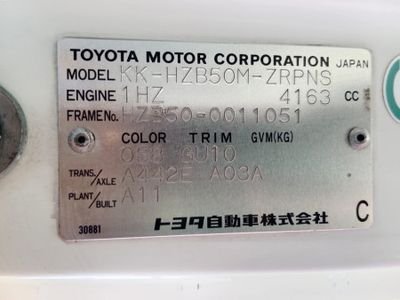 TOYOTA MOTOR CORPORATION JAPAN
MODEL KK-HZB50M-ZRPNS
ENGINE 1HZ 4163 CC
FRAME No. HZB50-0011051
COLOR TRIM GVM(KG)
058 GU10
TRANS./AXLE A442E A03A
PLANT/BUILT A11
トヨタ自動車株式会社
C
30881